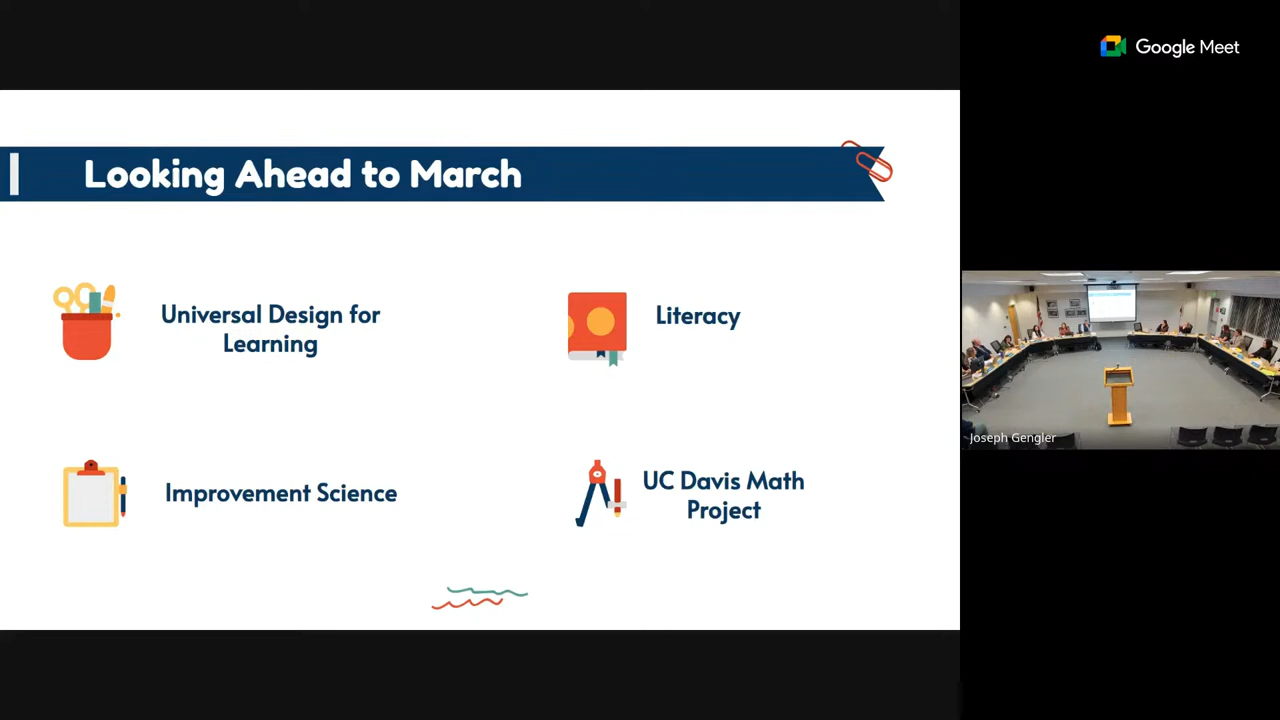 Google Meet
Looking Ahead to March
Universal Design for
Learning
Literacy
Improvement Science
UC Davis Math
Project
Joseph Gengler